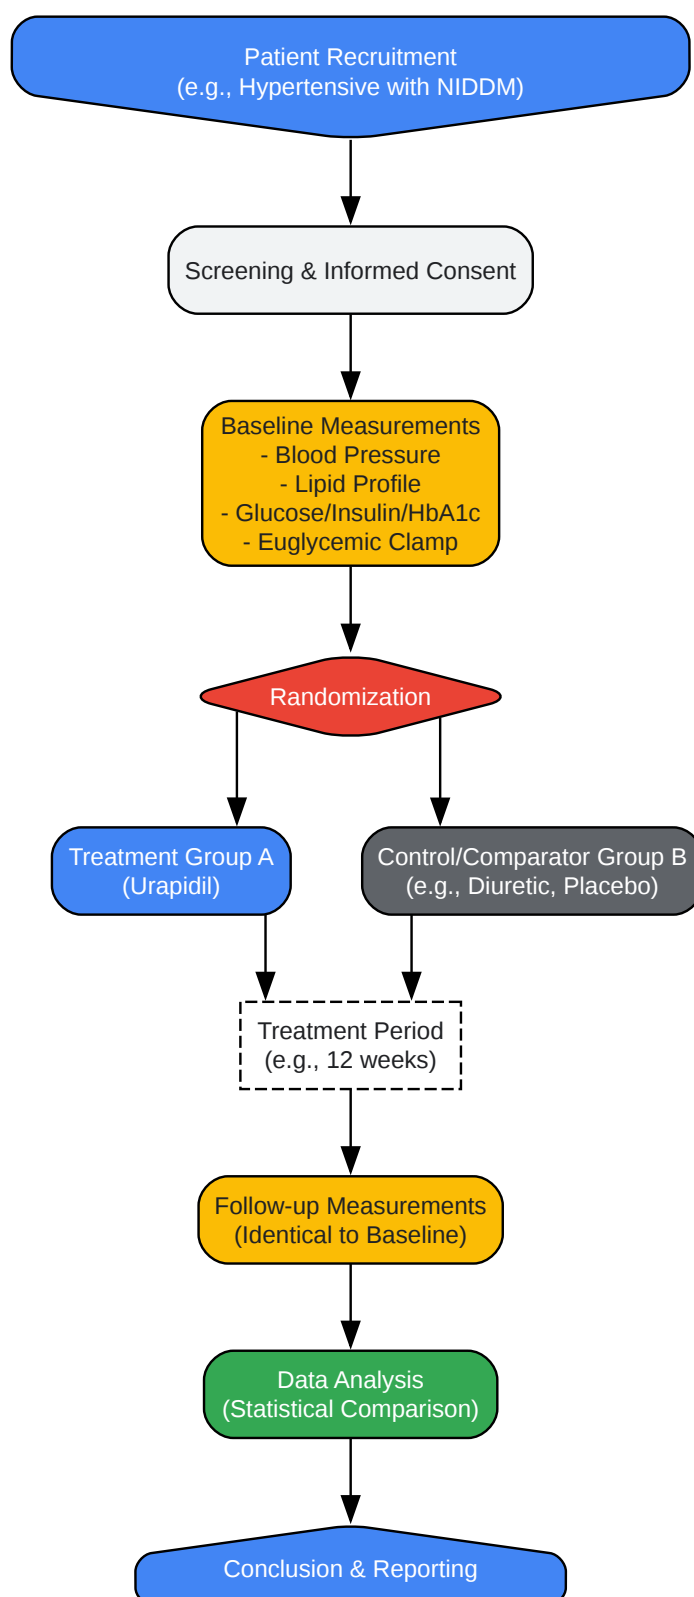 Patient Recruitment
(e.g., Hypertensive with NIDDM)
Screening & Informed Consent
Baseline Measurements
- Blood Pressure
- Lipid Profile
- Glucose/Insulin/HbA1c
- Euglycemic Clamp
Randomization
Treatment Group A
(Urapidil)
Control/Comparator Group B
(e.g., Diuretic, Placebo)
Treatment Period
(e.g., 12 weeks)
Follow-up Measurements
(Identical to Baseline)
Data Analysis
(Statistical Comparison)
Conclusion & Reporting